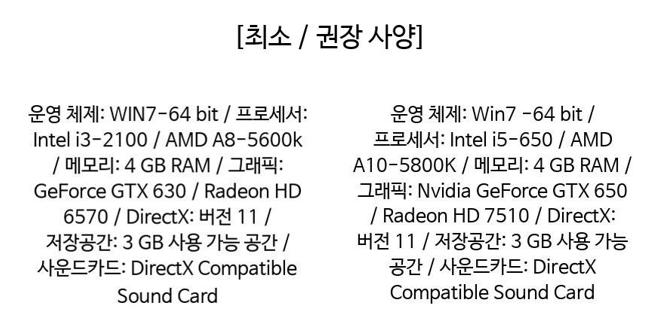 [최소 / 권장 사양]
운영 체제: WIN7-64 bit / 프로세서:
Intel i3-2100 / AMD A8-5600k
/ 메모리: 4 GB RAM / 그래픽:
GeForce GTX 630 / Radeon HD
6570 / DirectX: 버전 11 /
저장공간: 3 GB 사용 가능 공간 /
사운드카드: DirectX Compatible
Sound Card
운영 체제: Win7 -64 bit /
프로세서: Intel i5-650 / AMD
A10-5800K / 메모리: 4 GB RAM /
그래픽: Nvidia GeForce GTX 650
/ Radeon HD 7510 / DirectX:
버전 11 / 저장공간: 3 GB 사용 가능
공간 / 사운드카드: DirectX
Compatible Sound Card